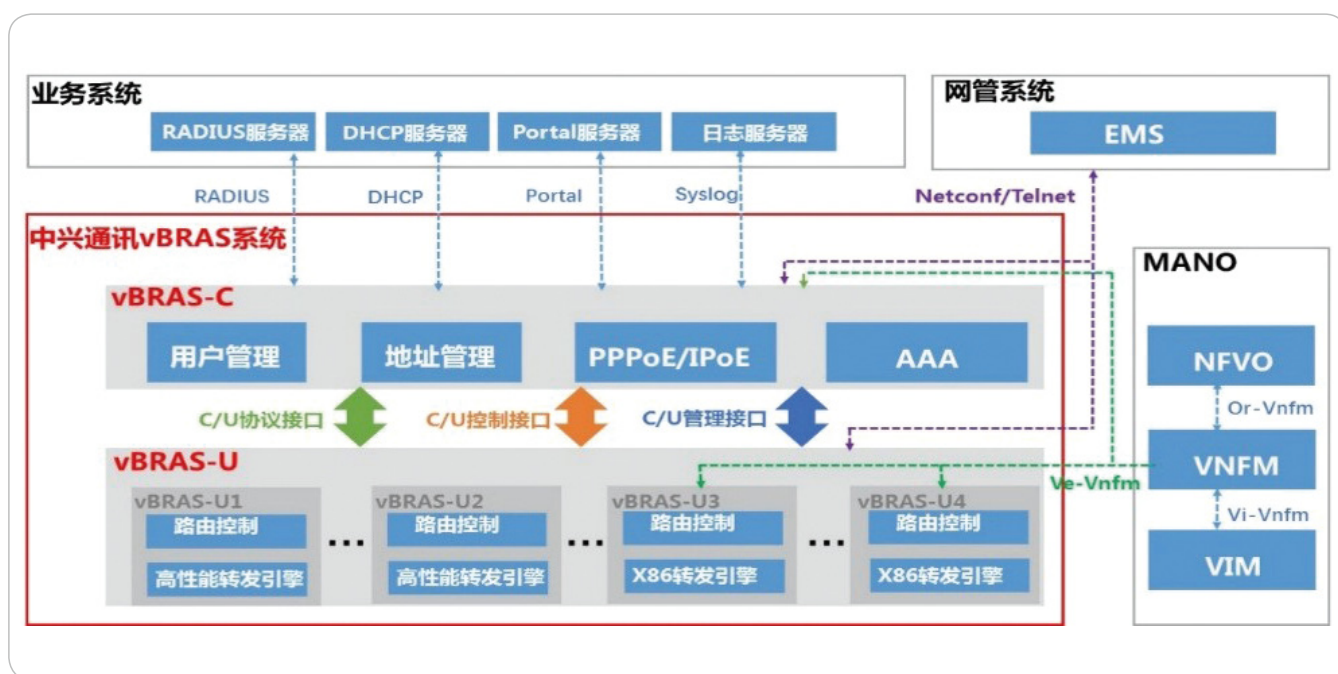 业务系统
网管系统
RADIUS服务器
DHCP服务器
Portal服务器
日志服务器
EMS
RADIUS
DHCP
Portal
Syslog
Netconf/Telnet
中兴通讯vBRAS系统
MANO
vBRAS-C
用户管理
地址管理
PPPoE/IPoE
AAA
NFVO
C/U协议接口
C/U控制接口
C/U管理接口
Or-Vnfm
vBRAS-U
VNFM
Ve-Vnfm
vBRAS-U1
vBRAS-U2
vBRAS-U3
vBRAS-U4
Vi-Vnfm
路由控制
...
路由控制
...
路由控制
...
路由控制
高性能转发引擎
高性能转发引擎
X86转发引擎
X86转发引擎
VIM